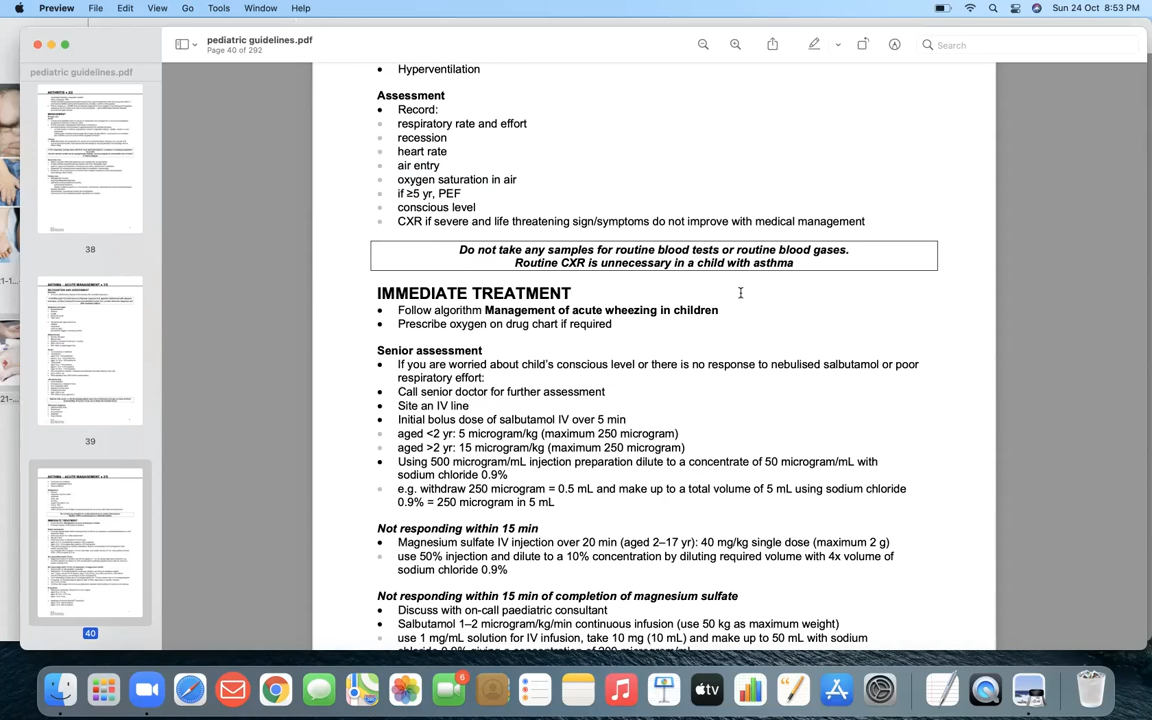 Preview File Edit View Go Tools Window Help Sun 24 Oct 8:53 PM
pediatric guidelines.pdf
Page 40 of 292
Search
pediatric guidelines.pdf
38
39
40
• Hyperventilation
Assessment
• Record:
respiratory rate and effort
recession
heart rate
air entry
oxygen saturation in air
if ≥5 yr, PEF
conscious level
CXR if severe and life threatening sign/symptoms do not improve with medical management
Do not take any samples for routine blood tests or routine blood gases.
Routine CXR is unnecessary in a child with asthma
IMMEDIATE TREATMENT
• Follow algorithm Management of acute wheezing in children
• Prescribe oxygen on drug chart if required
Senior assessment
• If you are worried about child's conscious level or there is no response to nebulised salbutamol or poor
respiratory effort:
• Call senior doctor for further assessment
• Site an IV line
• Initial bolus dose of salbutamol IV over 5 min
aged <2 yr: 5 microgram/kg (maximum 250 microgram)
aged >2 yr: 15 microgram/kg (maximum 250 microgram)
• Using 500 microgram/mL injection preparation dilute to a concentrate of 50 microgram/mL with
sodium chloride 0.9%
e.g. withdraw 250 microgram = 0.5 mL and make up to a total volume of 5 mL using sodium chloride
0.9% = 250 microgram in 5 mL
Not responding within 15 min
• Magnesium sulfate IV injection over 20 min (aged 2–17 yr): 40 mg/kg single dose (maximum 2 g)
use 50% injection and dilute to a 10% concentration by diluting required volume with 4x volume of
sodium chloride 0.9%
Not responding within 15 min of completion of magnesium sulfate
• Discuss with on-call paediatric consultant
• Salbutamol 1–2 microgram/kg/min continuous infusion (use 50 kg as maximum weight)
use 1 mg/mL solution for IV infusion, take 10 mg (10 mL) and make up to 50 mL with sodium
6
tv